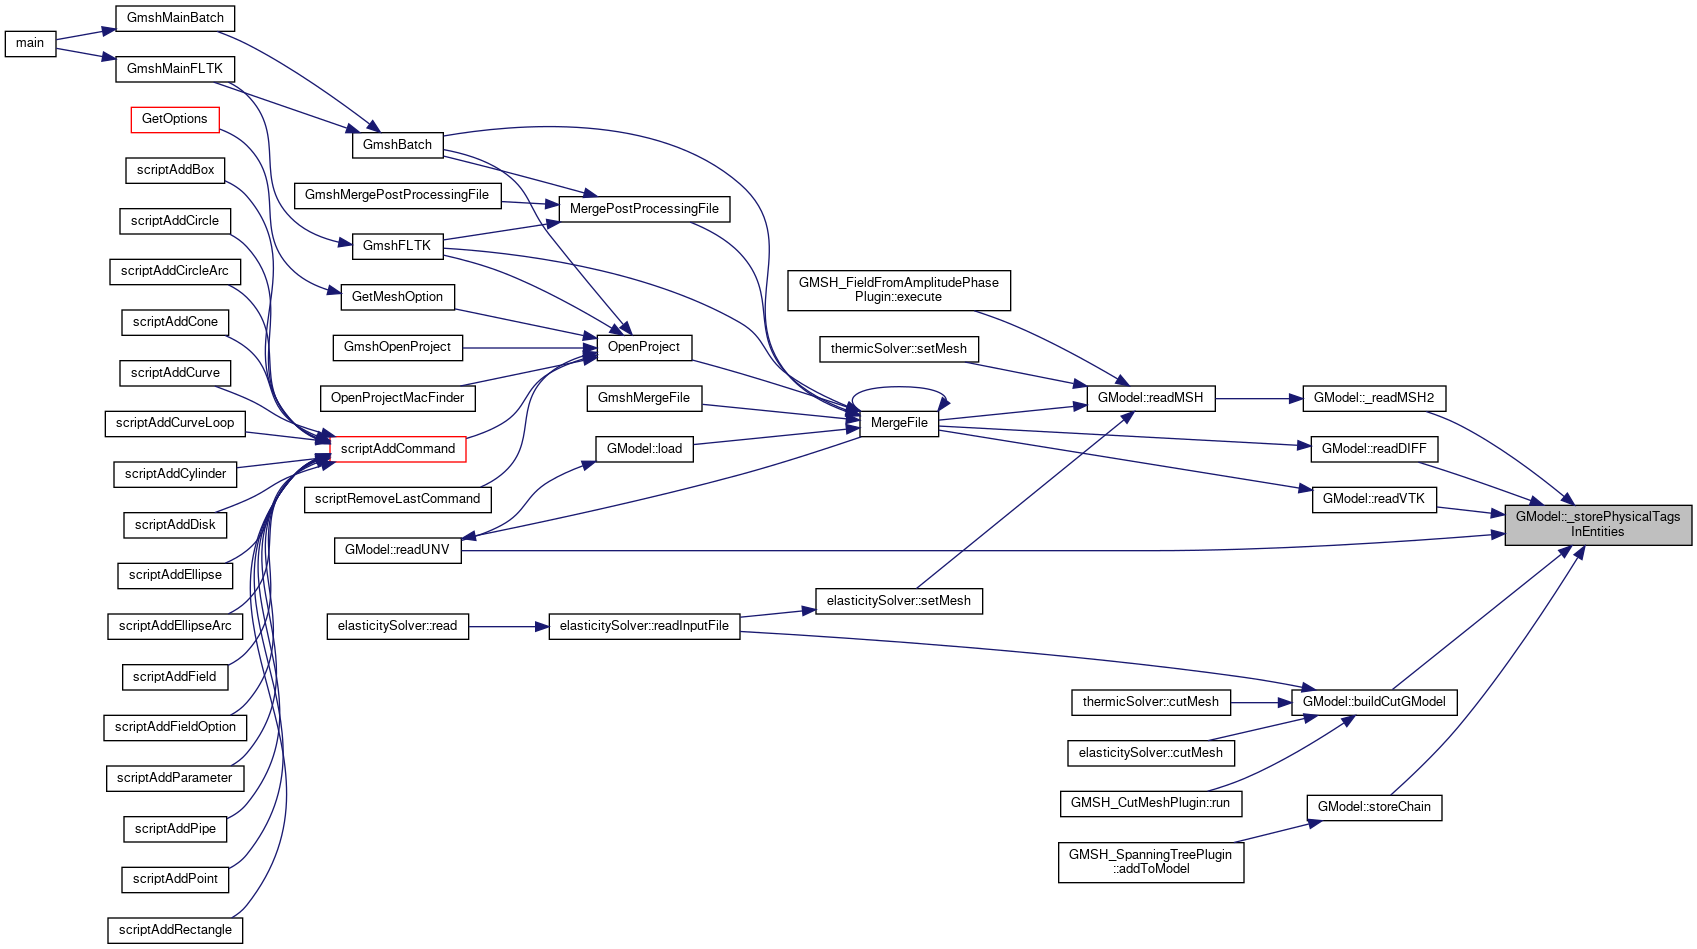 GmshMainBatch
main
GmshMainFLTK
GetOptions
GmshBatch
scriptAddBox
GmshMergePostProcessingFile
MergePostProcessingFile
scriptAddCircle
GmshFLTK
scriptAddCircleArc
GMSH_FieldFromAmplitudePhase
Plugin::execute
GetMeshOption
scriptAddCone
OpenProject
GmshOpenProject
thermicSolver::setMesh
scriptAddCurve
OpenProjectMacFinder
GmshMergeFile
GModel::readMSH
GModel::_readMSH2
scriptAddCurveLoop
MergeFile
scriptAddCommand
GModel::load
GModel::readDIFF
scriptAddCylinder
scriptRemoveLastCommand
GModel::readVTK
scriptAddDisk
GModel::_storePhysicalTags
InEntities
GModel::readUNV
scriptAddEllipse
elasticitySolver::setMesh
scriptAddEllipseArc
elasticitySolver::read
elasticitySolver::readInputFile
scriptAddField
GModel::buildCutGModel
thermicSolver::cutMesh
scriptAddFieldOption
elasticitySolver::cutMesh
scriptAddParameter
GMSH_CutMeshPlugin::run
GModel::storeChain
scriptAddPipe
GMSH_SpanningTreePlugin
::addToModel
scriptAddPoint
scriptAddRectangle